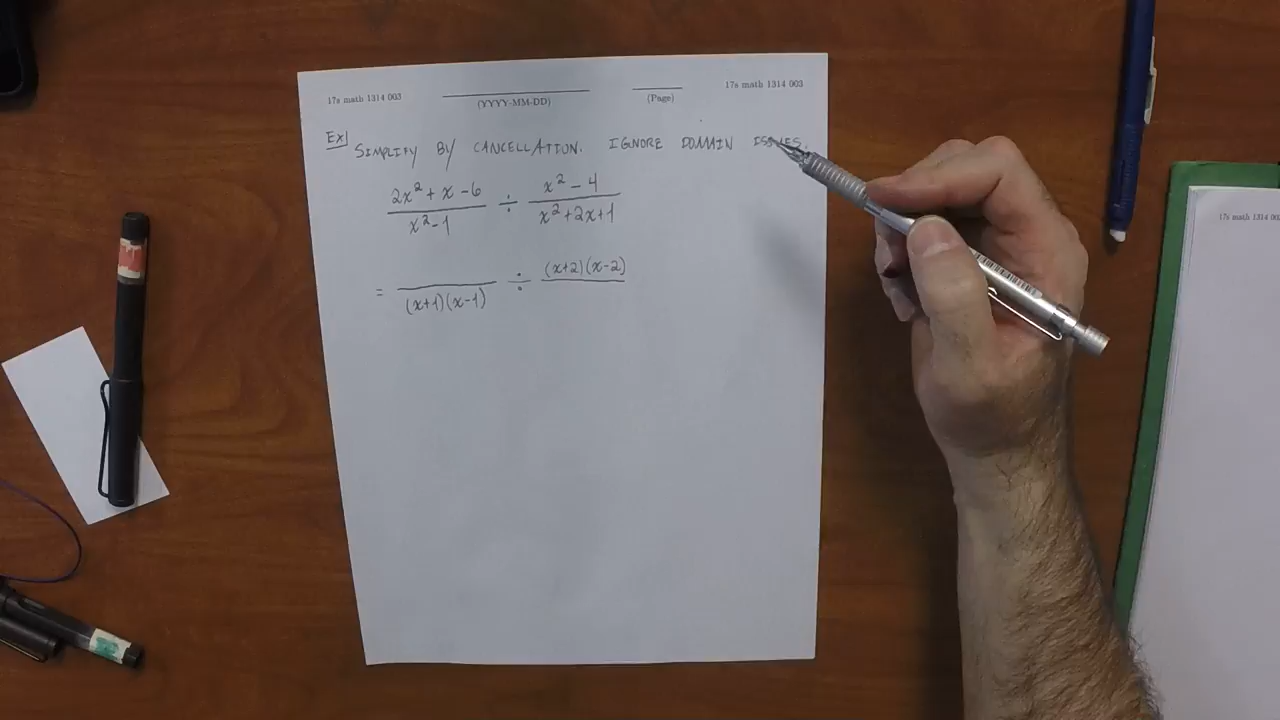 17s math 1314 003 (YYYY-MM-DD) (Page) 17s math 1314 003
Ex| SIMPLIFY BY CANCELLATION. IGNORE DOMAIN ISSUES.
2x² + x - 6 x² - 4
÷
x² - 1 x² + 2x + 1
(x+2)(x-2)
= ÷
(x+1)(x-1)
17s math 1314 00